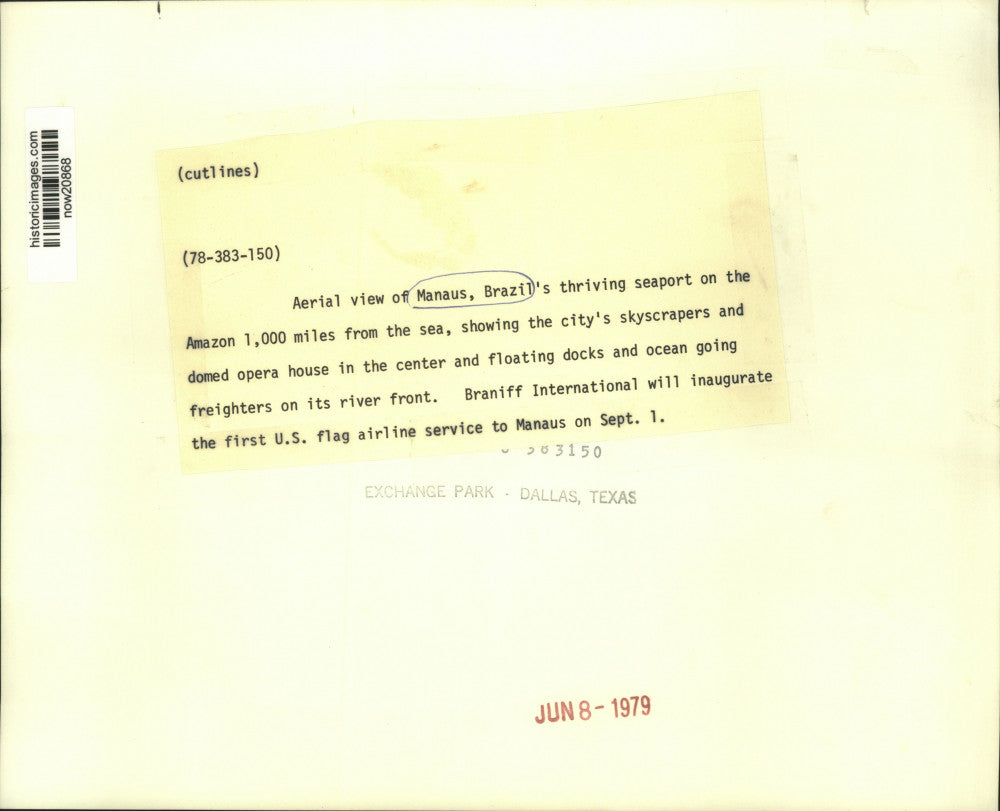 historicimages.com
now20868
(cutlines)
(78-383-150)
Aerial view of Manaus, Brazil's thriving seaport on the
Amazon 1,000 miles from the sea, showing the city's skyscrapers and
domed opera house in the center and floating docks and ocean going
freighters on its river front. Braniff International will inaugurate
the first U.S. flag airline service to Manaus on Sept. 1.
383150
EXCHANGE PARK - DALLAS, TEXAS
JUN 8 - 1979